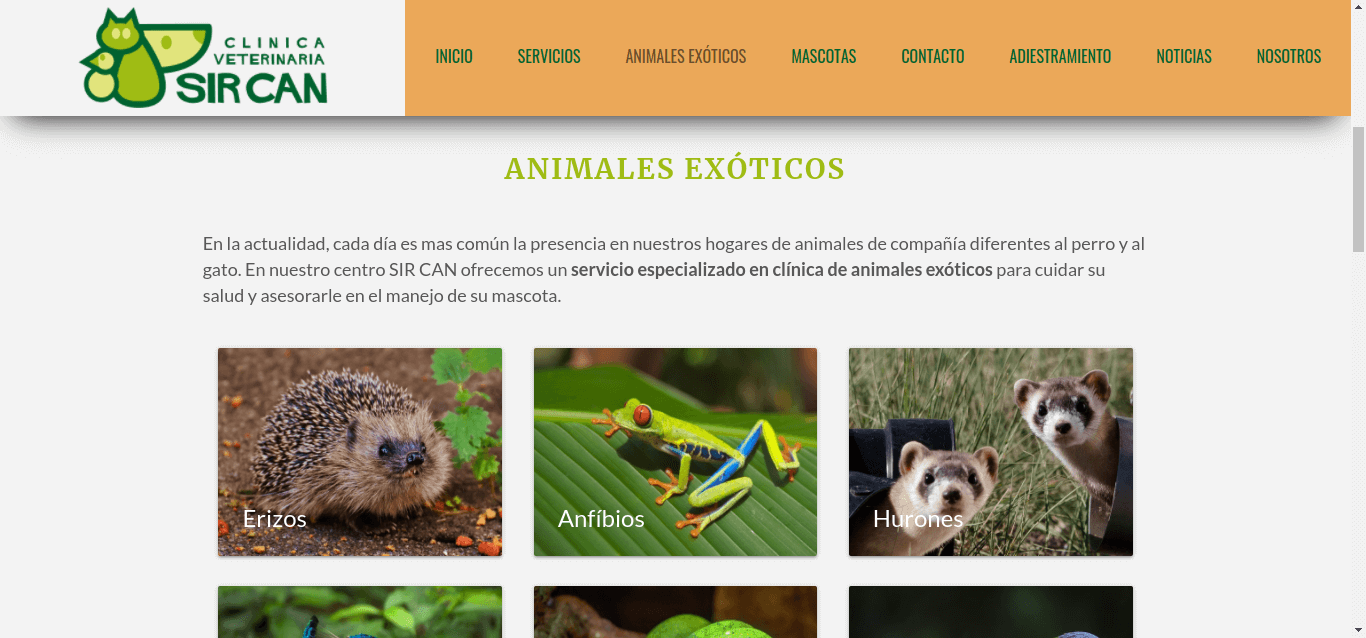 CLINICA
VETERINARIA
SIR CAN
INICIO SERVICIOS ANIMALES EXÓTICOS MASCOTAS CONTACTO ADIESTRAMIENTO NOTICIAS NOSOTROS
ANIMALES EXÓTICOS
En la actualidad, cada día es mas común la presencia en nuestros hogares de animales de compañía diferentes al perro y al
gato. En nuestro centro SIR CAN ofrecemos un servicio especializado en clínica de animales exóticos para cuidar su
salud y asesorarle en el manejo de su mascota.
Erizos Anfíbios Hurones